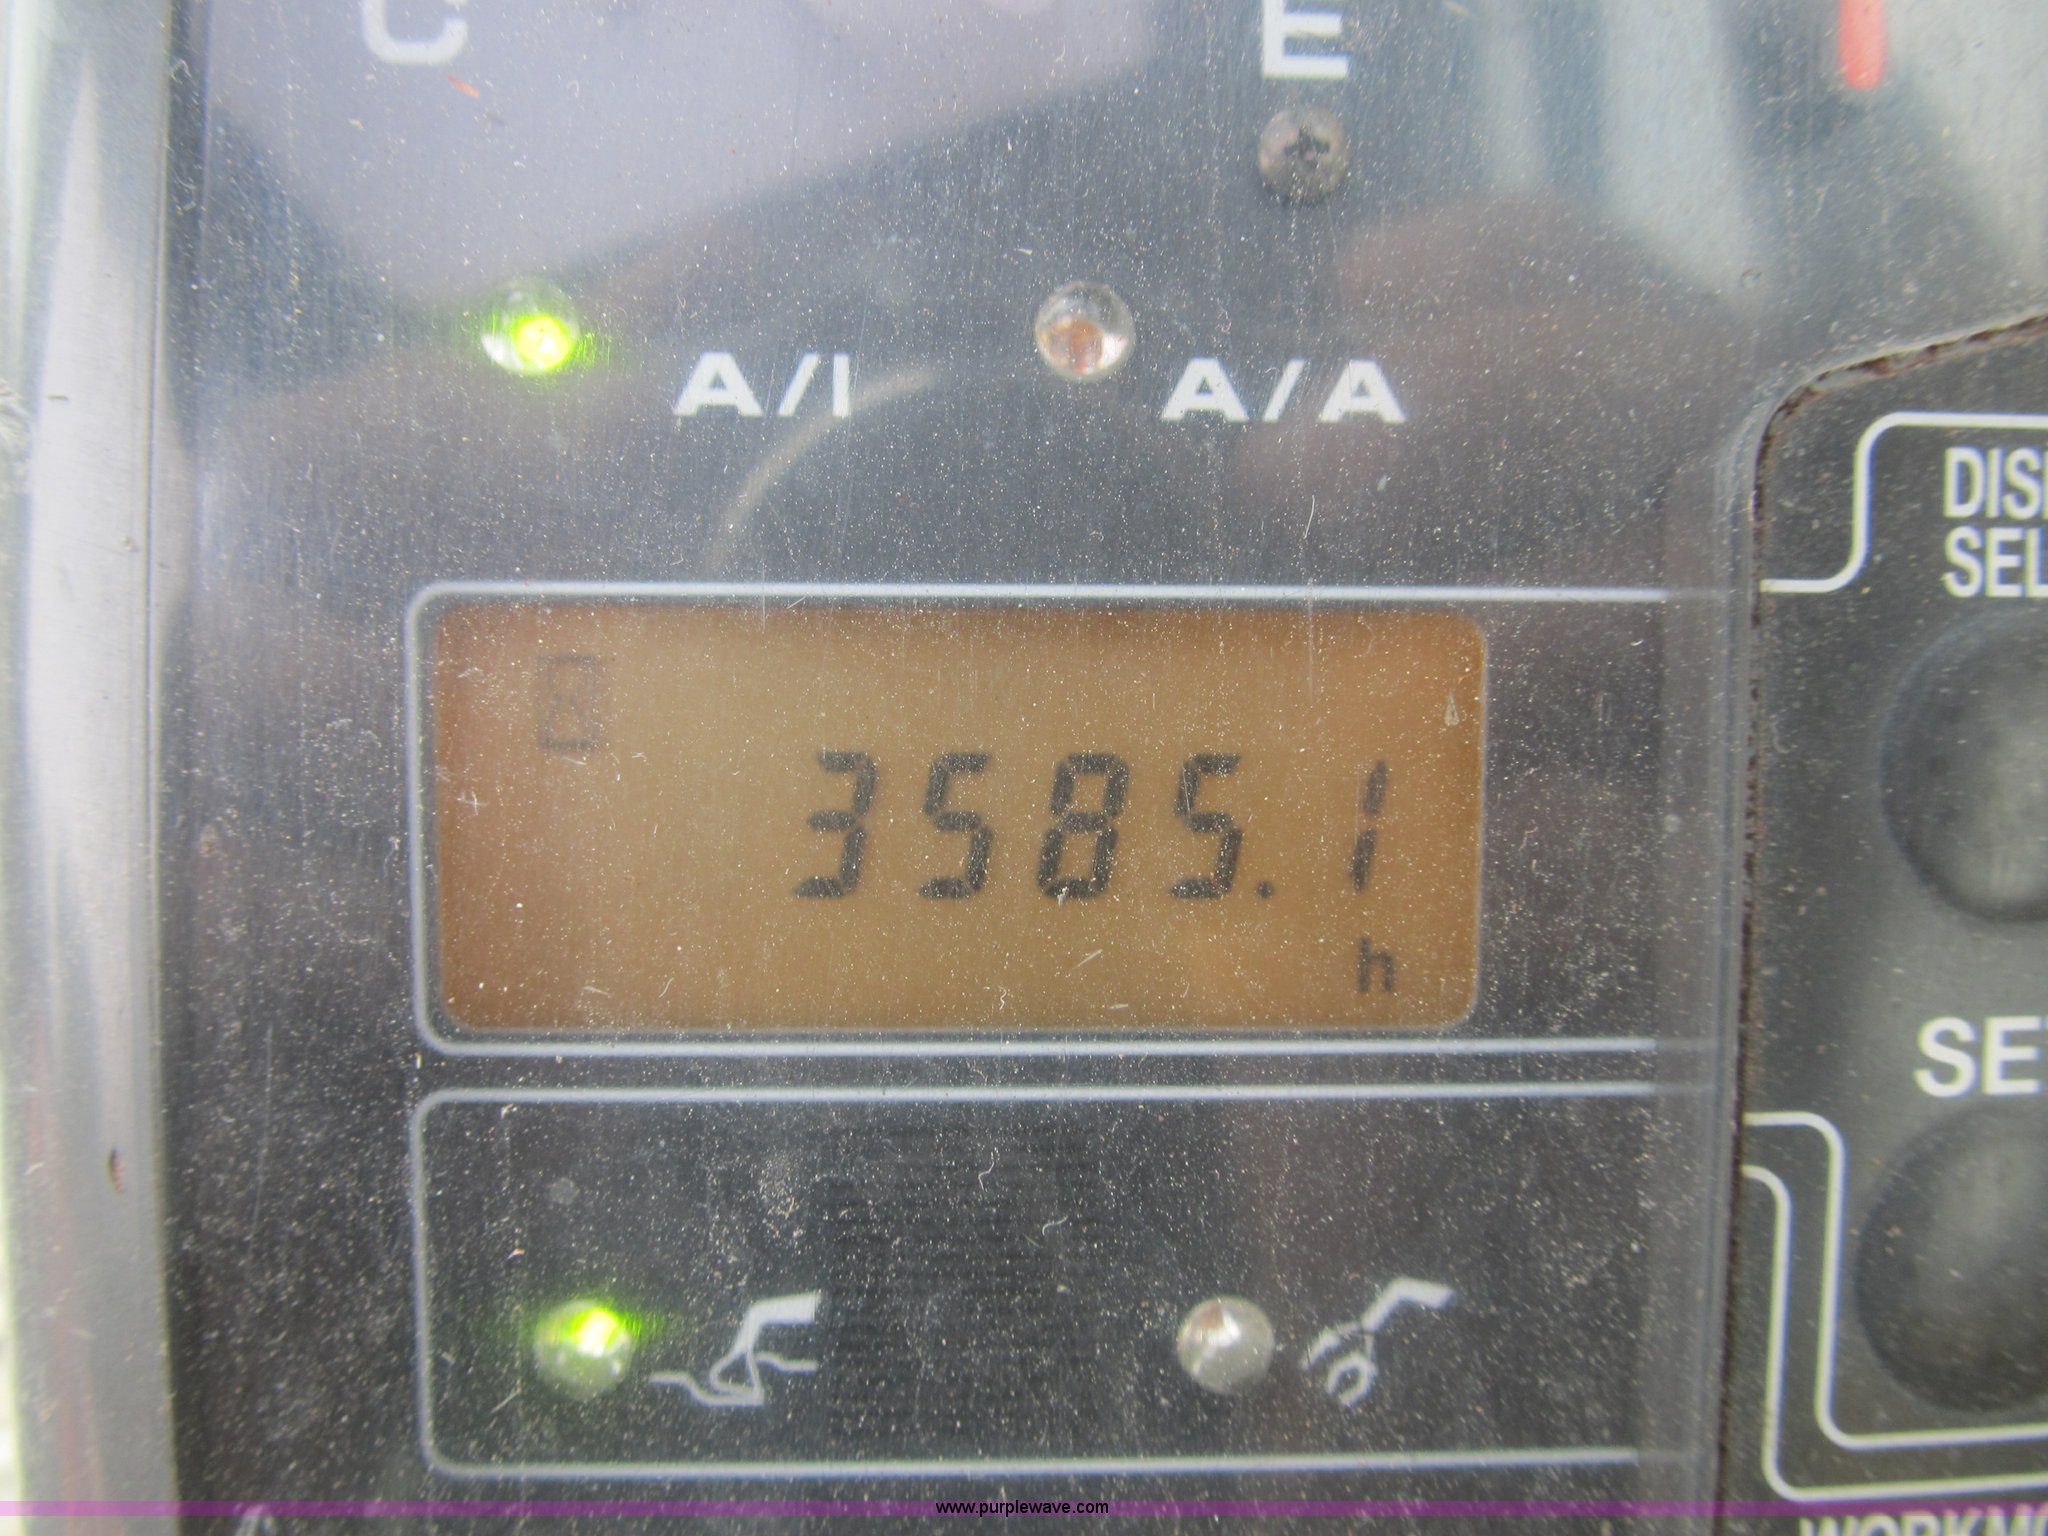 C E
A/I A/A
DIS
SEL
3585.1
h
SE
www.purplewave.com